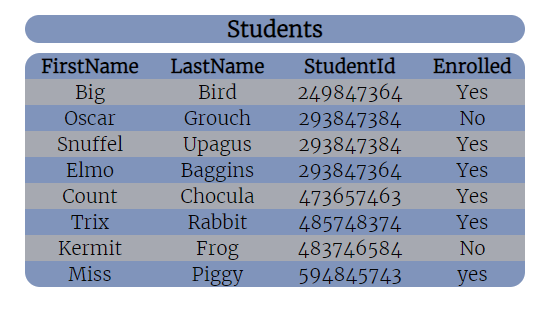 Students
FirstName LastName StudentId Enrolled
Big Bird 249847364 Yes
Oscar Grouch 293847384 No
Snuffel Upagus 293847384 Yes
Elmo Baggins 293847364 Yes
Count Chocula 473657463 Yes
Trix Rabbit 485748374 Yes
Kermit Frog 483746584 No
Miss Piggy 594845743 yes